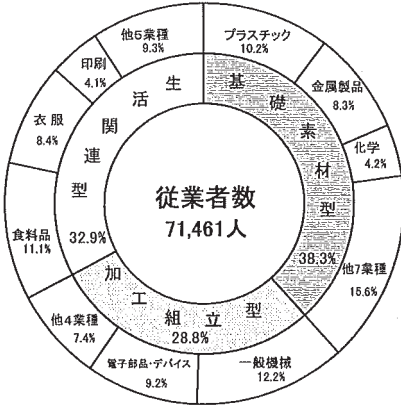 従業者数
71,461人
基礎素材型
38.3%
加工組立型
28.8%
生活関連型
32.9%
プラスチック
10.2%
金属製品
8.3%
化学
4.2%
他7業種
15.6%
一般機械
12.2%
電子部品・デバイス
9.2%
他4業種
7.4%
食料品
11.1%
衣服
8.4%
印刷
4.1%
他5業種
9.3%